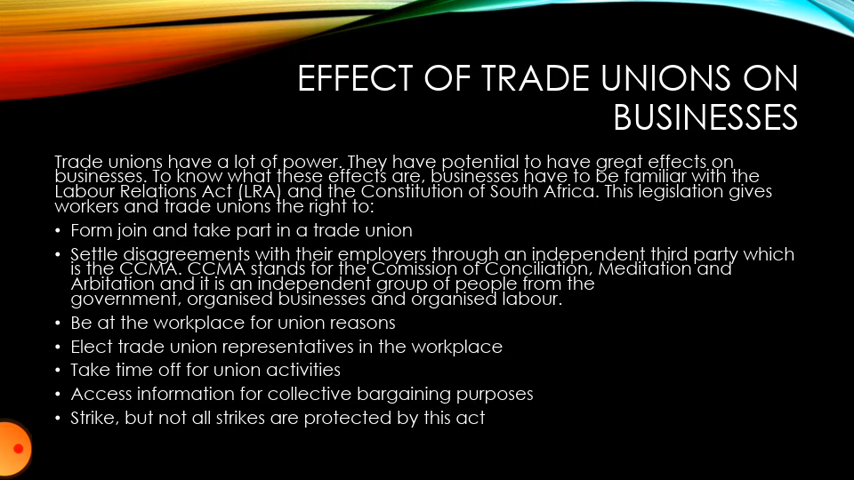 EFFECT OF TRADE UNIONS ON
BUSINESSES
Trade unions have a lot of power. They have potential to have great effects on
businesses. To know what these effects are, businesses have to be familiar with the
Labour Relations Act (LRA) and the Constitution of South Africa. This legislation gives
workers and trade unions the right to:
• Form join and take part in a trade union
• Settle disagreements with their employers through an independent third party which
is the CCMA. CCMA stands for the Comission of Conciliation, Meditation and
Arbitation and it is an independent group of people from the
government, organised businesses and organised labour.
• Be at the workplace for union reasons
• Elect trade union representatives in the workplace
• Take time off for union activities
• Access information for collective bargaining purposes
• Strike, but not all strikes are protected by this act